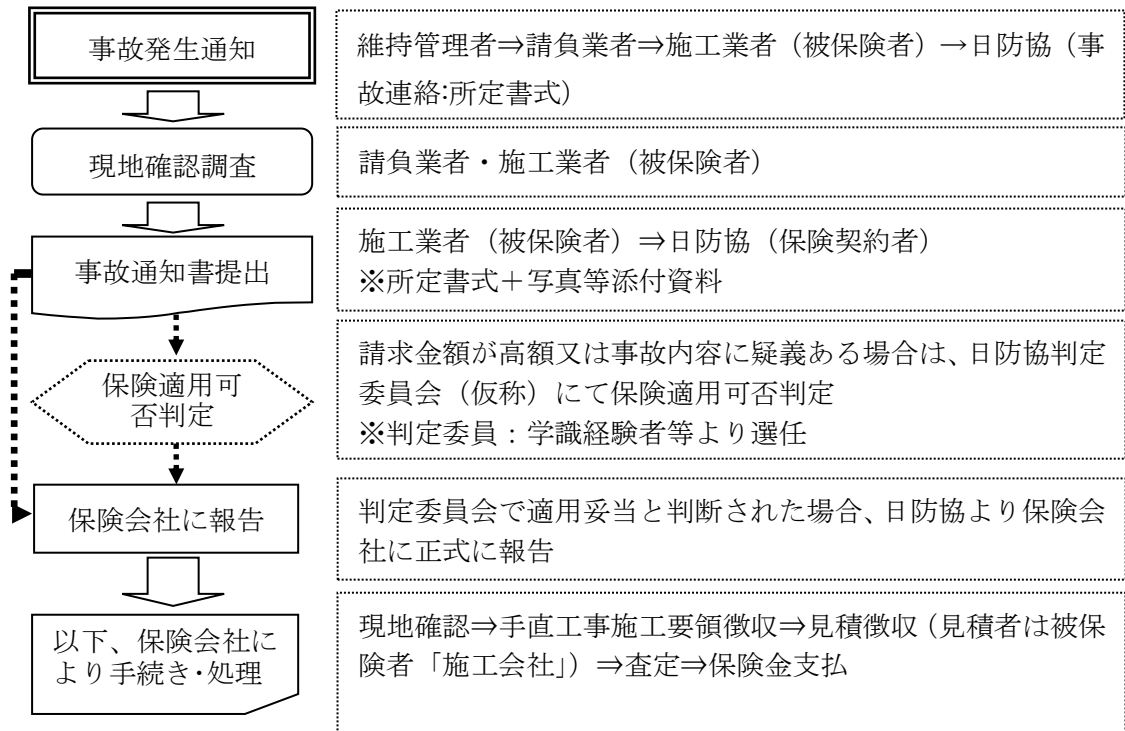 事故発生通知
維持管理者⇒請負業者⇒施工業者（被保険者）→日防協（事
故連絡:所定書式）
現地確認調査
請負業者・施工業者（被保険者）
事故通知書提出
施工業者（被保険者）⇒日防協（保険契約者）
※所定書式＋写真等添付資料
保険適用可
否判定
請求金額が高額又は事故内容に疑義ある場合は、日防協判定
委員会（仮称）にて保険適用可否判定
※判定委員：学識経験者等より選任
保険会社に報告
判定委員会で適用妥当と判断された場合、日防協より保険会
社に正式に報告
以下、保険会社に
より手続き・処理
現地確認⇒手直工事施工要領徴収⇒見積徴収（見積者は被保
険者「施工会社」）⇒査定⇒保険金支払